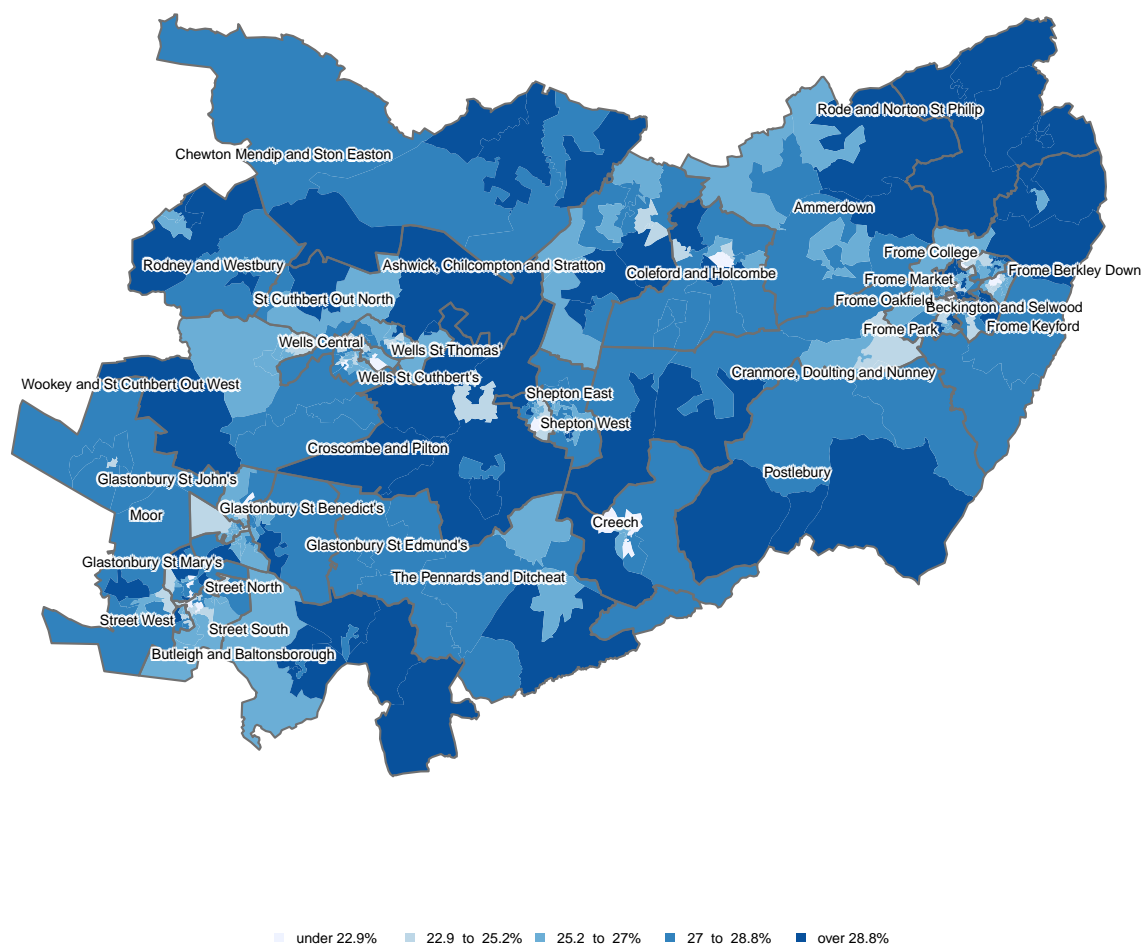 Rode and Norton St Philip
Chewton Mendip and Ston Easton
Ammerdown
Frome College
Rodney and Westbury
Ashwick, Chilcompton and Stratton
Coleford and Holcombe
Frome Berkley Down
Frome Market
St Cuthbert Out North
Frome Oakfield
Beckington and Selwood
Frome Park
Frome Keyford
Wells Central
Wells St Thomas'
Cranmore, Doulting and Nunney
Wells St Cuthbert's
Wookey and St Cuthbert Out West
Shepton East
Shepton West
Croscombe and Pilton
Postlebury
Glastonbury St John's
Glastonbury St Benedict's
Moor
Creech
Glastonbury St Edmund's
Glastonbury St Mary's
The Pennards and Ditcheat
Street North
Street West
Street South
Butleigh and Baltonsborough
under 22.9% 22.9 to 25.2% 25.2 to 27% 27 to 28.8% over 28.8%